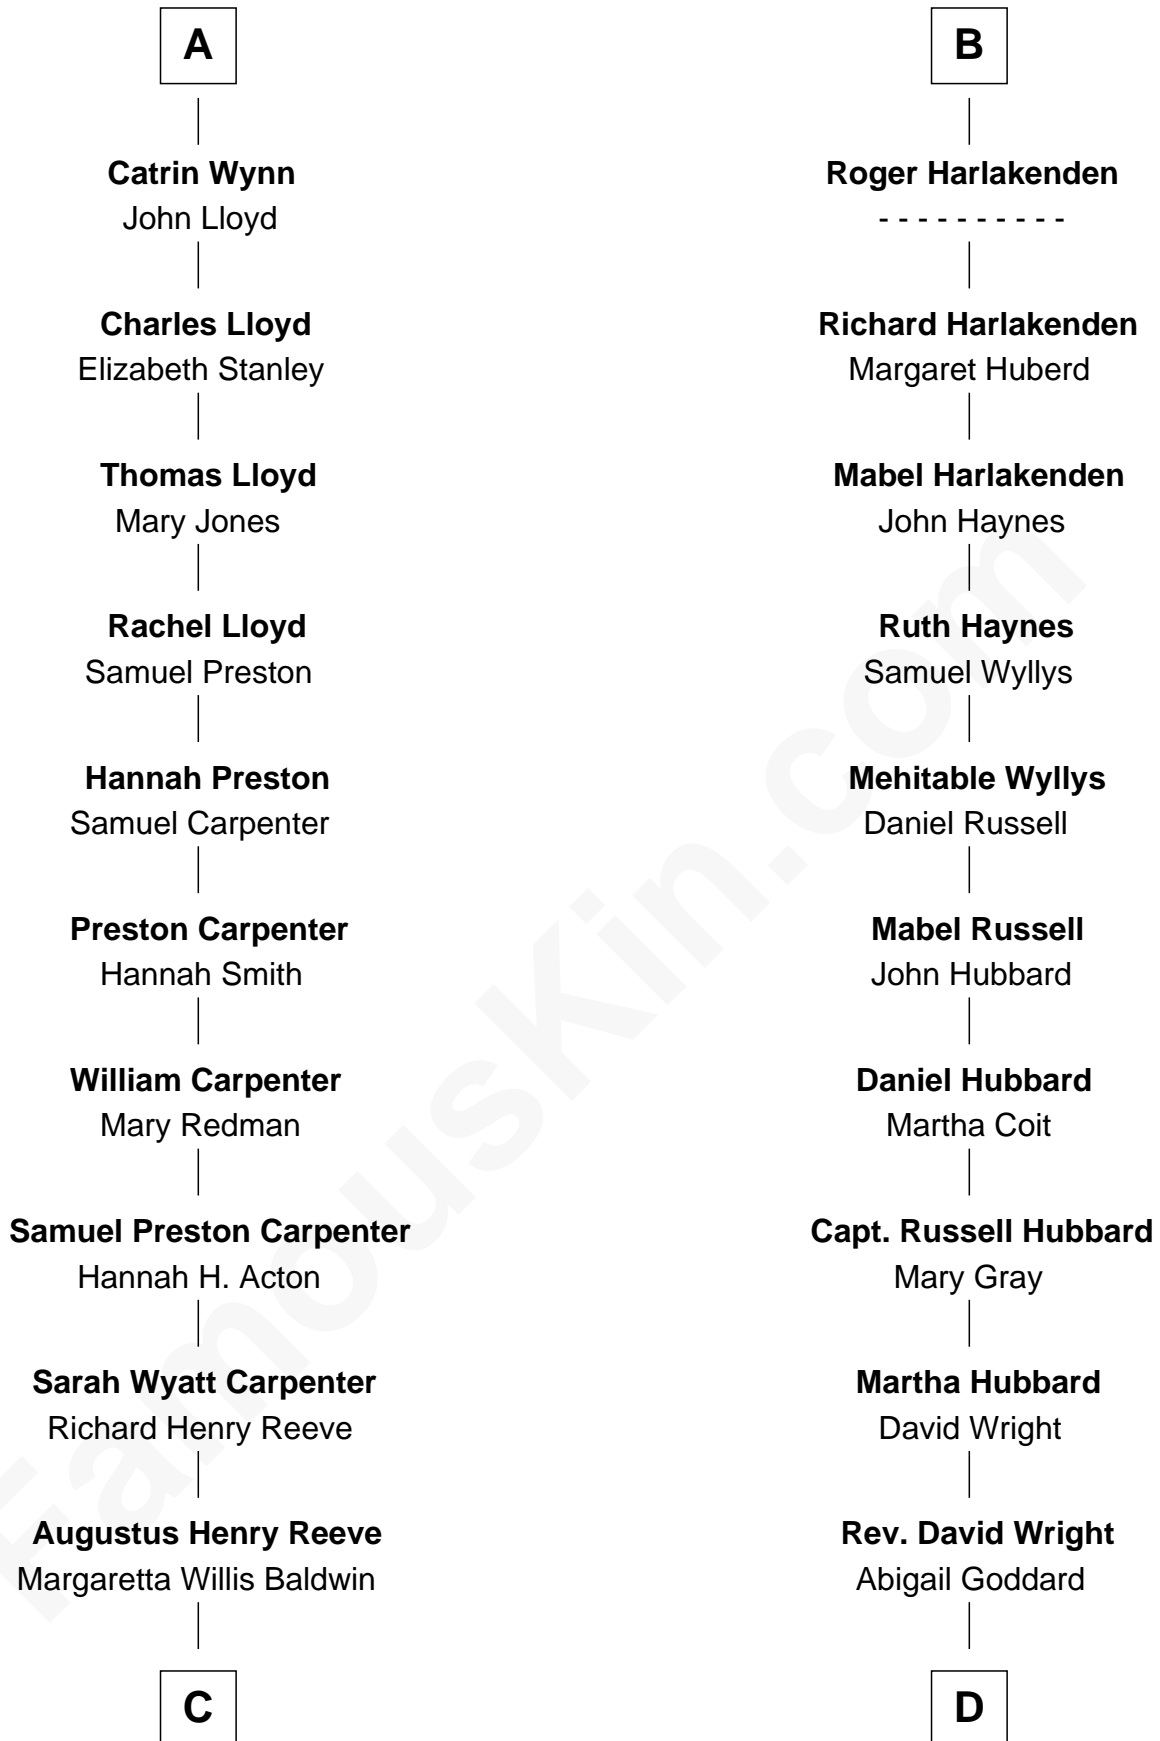 A
Catrin Wynn
John Lloyd
Charles Lloyd
Elizabeth Stanley
Thomas Lloyd
Mary Jones
Rachel Lloyd
Samuel Preston
Hannah Preston
Samuel Carpenter
Preston Carpenter
Hannah Smith
William Carpenter
Mary Redman
Samuel Preston Carpenter
Hannah H. Acton
Sarah Wyatt Carpenter
Richard Henry Reeve
Augustus Henry Reeve
Margaretta Willis Baldwin
C
B
Roger Harlakenden
- - - - - - - - - -
Richard Harlakenden
Margaret Huberd
Mabel Harlakenden
John Haynes
Ruth Haynes
Samuel Wyllys
Mehitable Wyllys
Daniel Russell
Mabel Russell
John Hubbard
Daniel Hubbard
Martha Coit
Capt. Russell Hubbard
Mary Gray
Martha Hubbard
David Wright
Rev. David Wright
Abigail Goddard
D
FamousKin.com